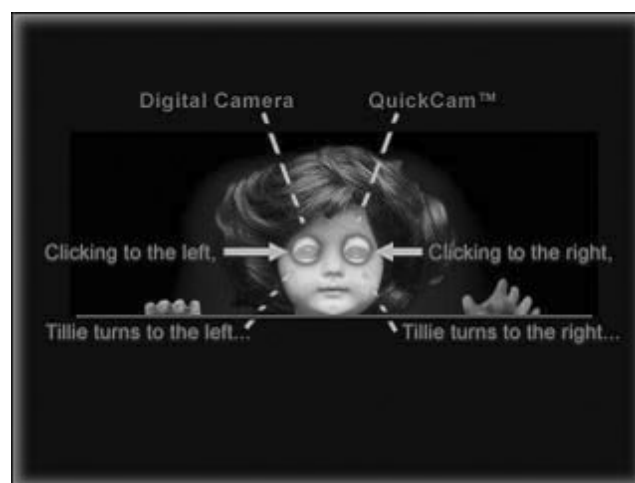 Digital Camera QuickCam™
Clicking to the left, Clicking to the right,
Tillie turns to the left... Tillie turns to the right...